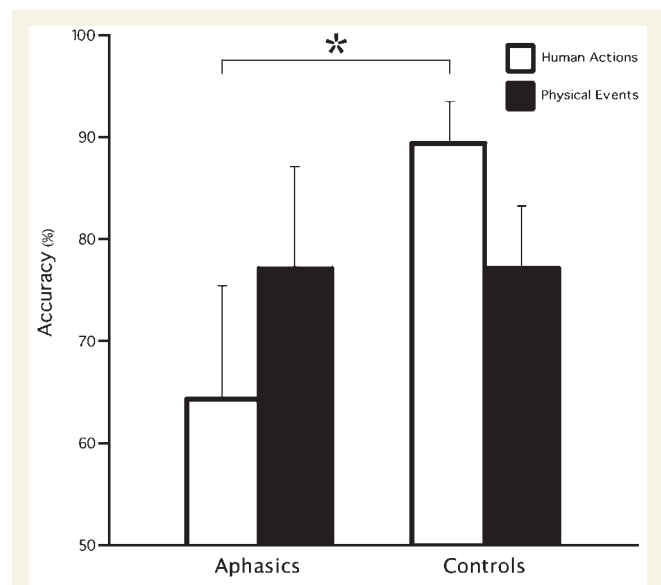 100
*
Human Actions
Physical Events
90
80
Accuracy (%)
70
60
50
Aphasics Controls